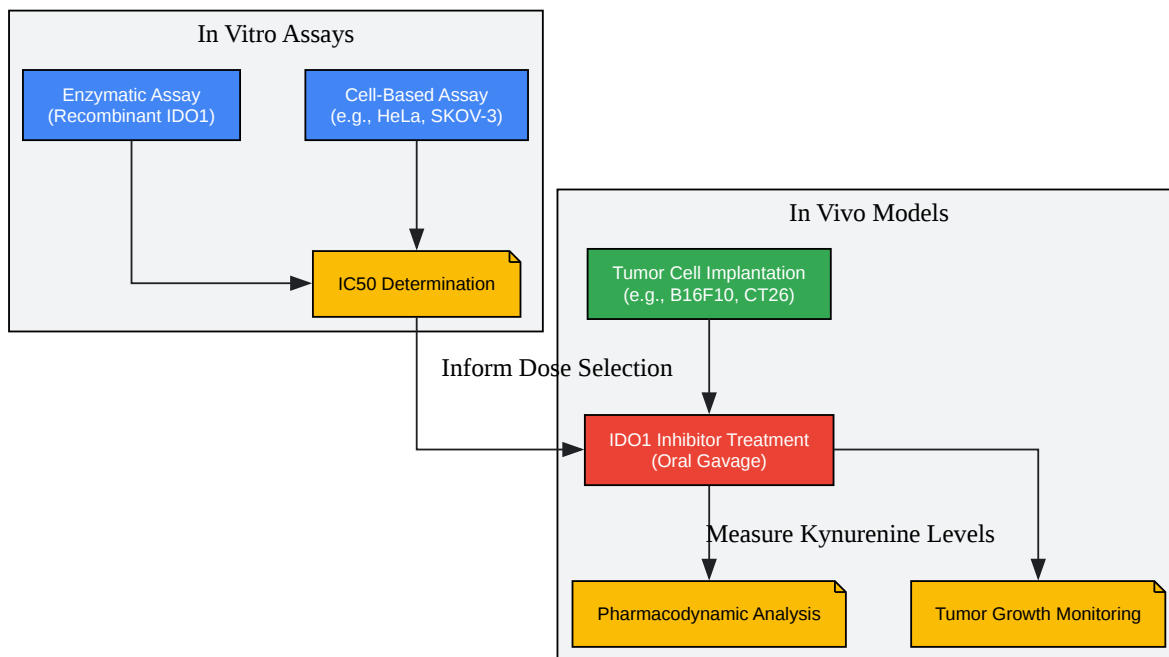 In Vitro Assays
Enzymatic Assay
(Recombinant IDO1)
Cell-Based Assay
(e.g., HeLa, SKOV-3)
IC50 Determination
Inform Dose Selection
In Vivo Models
Tumor Cell Implantation
(e.g., B16F10, CT26)
IDO1 Inhibitor Treatment
(Oral Gavage)
Measure Kynurenine Levels
Pharmacodynamic Analysis
Tumor Growth Monitoring